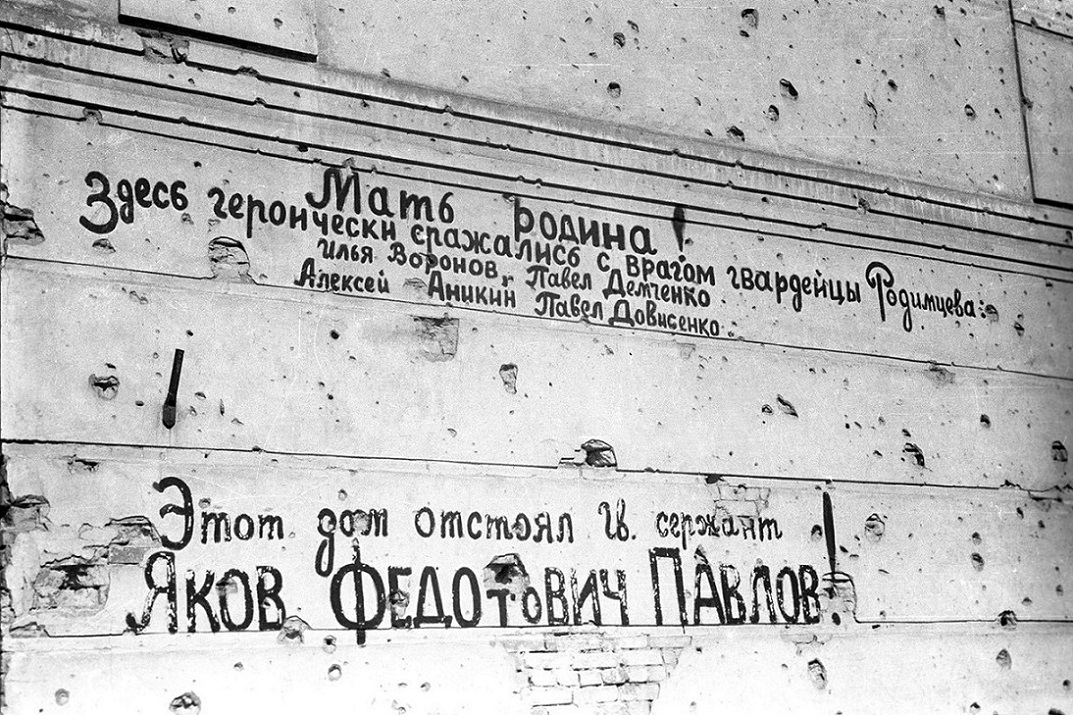 Мать родина!
Здесь героически сражались с врагом гвардейцы Родимцева:
Илья Воронов, Павел Демченко
Алексей Аникин Павел Довисенко.
Этот дом отстоял гв. сержант
Яков Федотович Павлов!